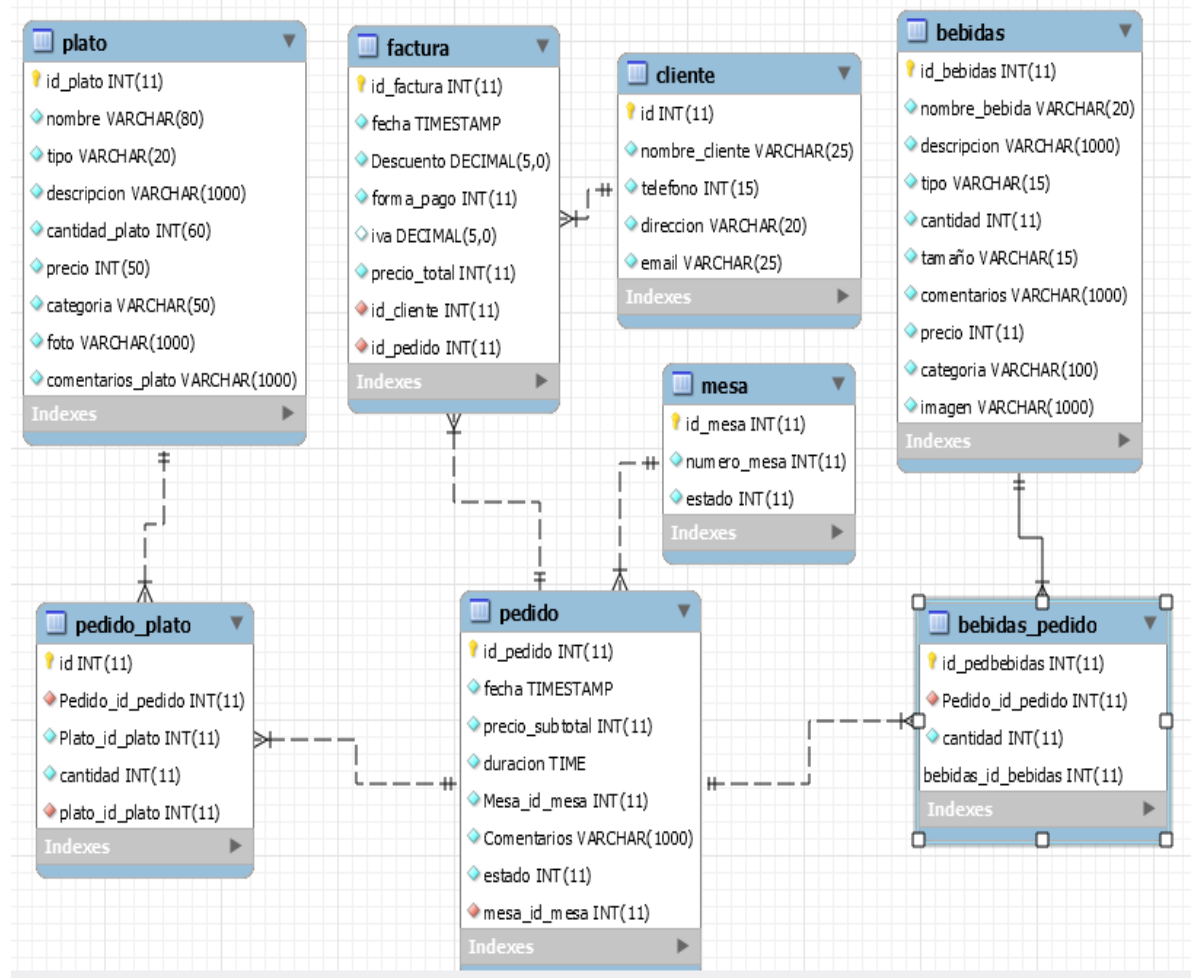 plato
id_plato INT(11)
nombre VARCHAR(80)
tipo VARCHAR(20)
descripcion VARCHAR(1000)
cantidad_plato INT(60)
precio INT(50)
categoria VARCHAR(50)
foto VARCHAR(1000)
comentarios_plato VARCHAR(1000)
Indexes
factura
id_factura INT(11)
fecha TIMESTAMP
Descuento DECIMAL(5,0)
forma_pago INT(11)
iva DECIMAL(5,0)
precio_total INT(11)
id_cliente INT(11)
id_pedido INT(11)
Indexes
cliente
id INT(11)
nombre_cliente VARCHAR(25)
telefono INT(15)
direccion VARCHAR(20)
email VARCHAR(25)
Indexes
bebidas
id_bebidas INT(11)
nombre_bebida VARCHAR(20)
descripcion VARCHAR(1000)
tipo VARCHAR(15)
cantidad INT(11)
tamaño VARCHAR(15)
comentarios VARCHAR(1000)
precio INT(11)
categoria VARCHAR(100)
imagen VARCHAR(1000)
Indexes
mesa
id_mesa INT(11)
numero_mesa INT(11)
estado INT(11)
Indexes
pedido_plato
id INT(11)
Pedido_id_pedido INT(11)
Plato_id_plato INT(11)
cantidad INT(11)
plato_id_plato INT(11)
Indexes
pedido
id_pedido INT(11)
fecha TIMESTAMP
precio_subtotal INT(11)
duracion TIME
Mesa_id_mesa INT(11)
Comentarios VARCHAR(1000)
estado INT(11)
mesa_id_mesa INT(11)
Indexes
bebidas_pedido
id_pedbebidas INT(11)
Pedido_id_pedido INT(11)
cantidad INT(11)
bebidas_id_bebidas INT(11)
Indexes